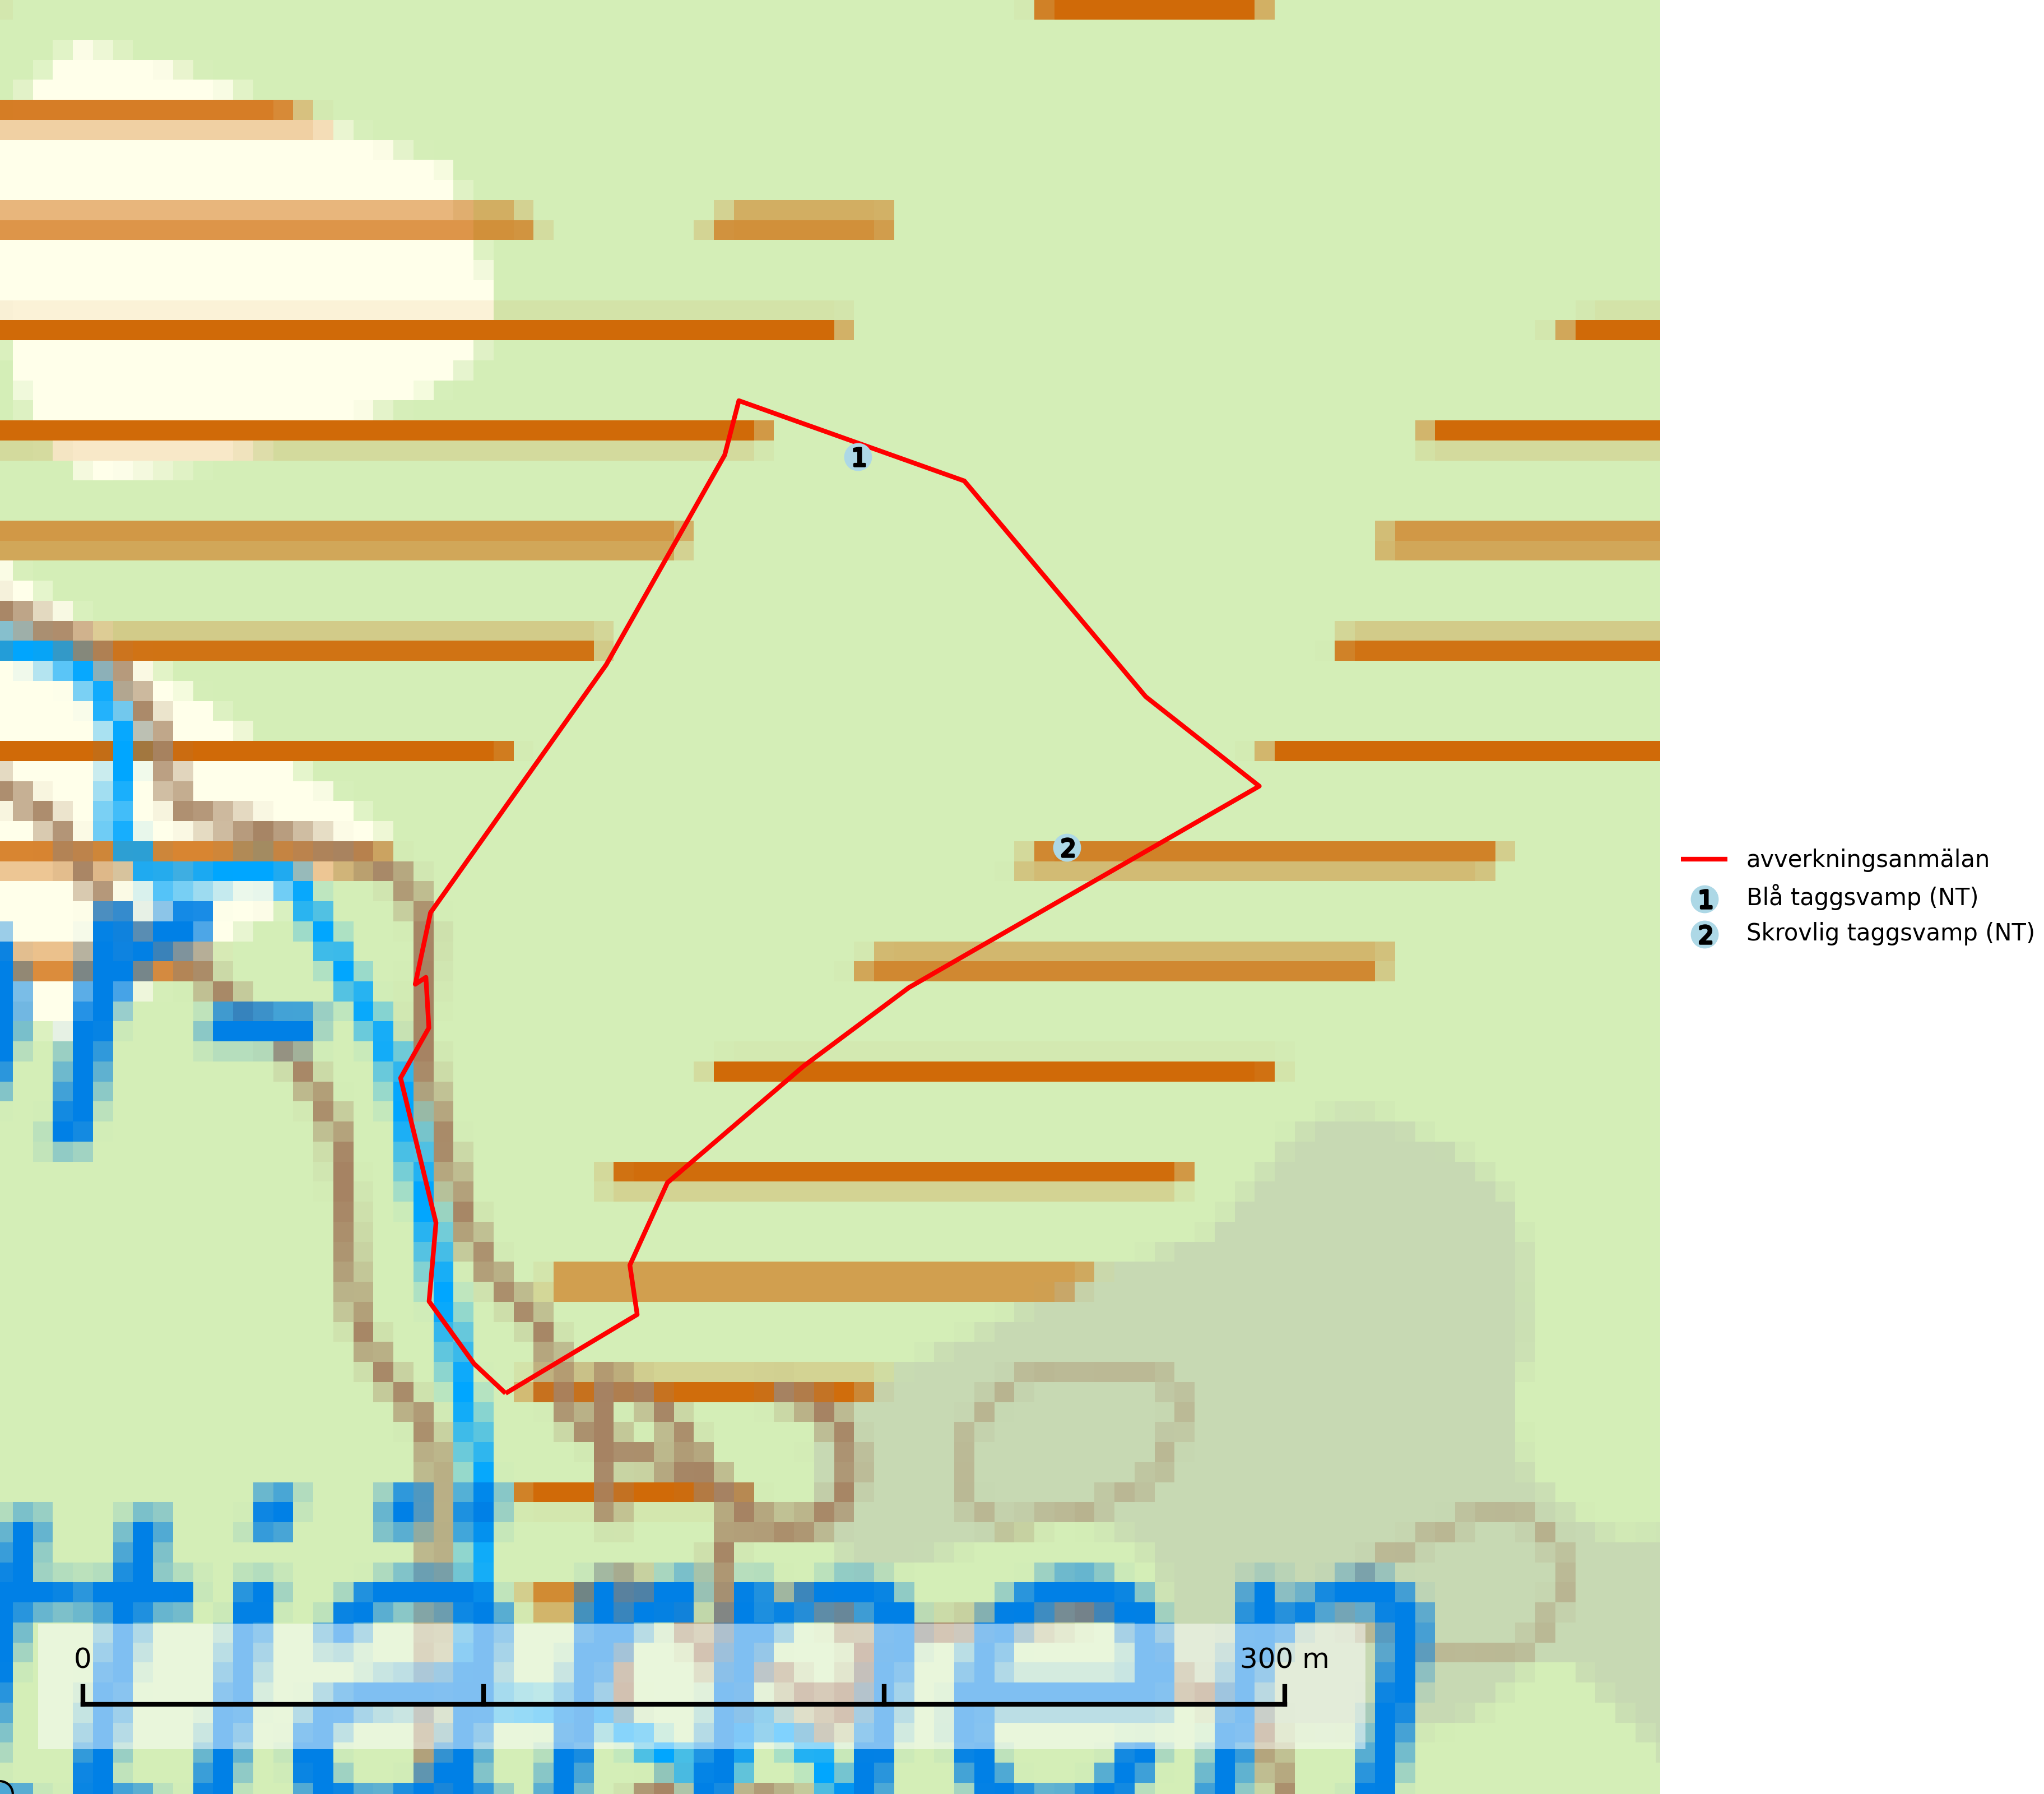 1
2
avverkningsanmälan
1 Blå taggsvamp (NT)
2 Skrovlig taggsvamp (NT)
0 300 m